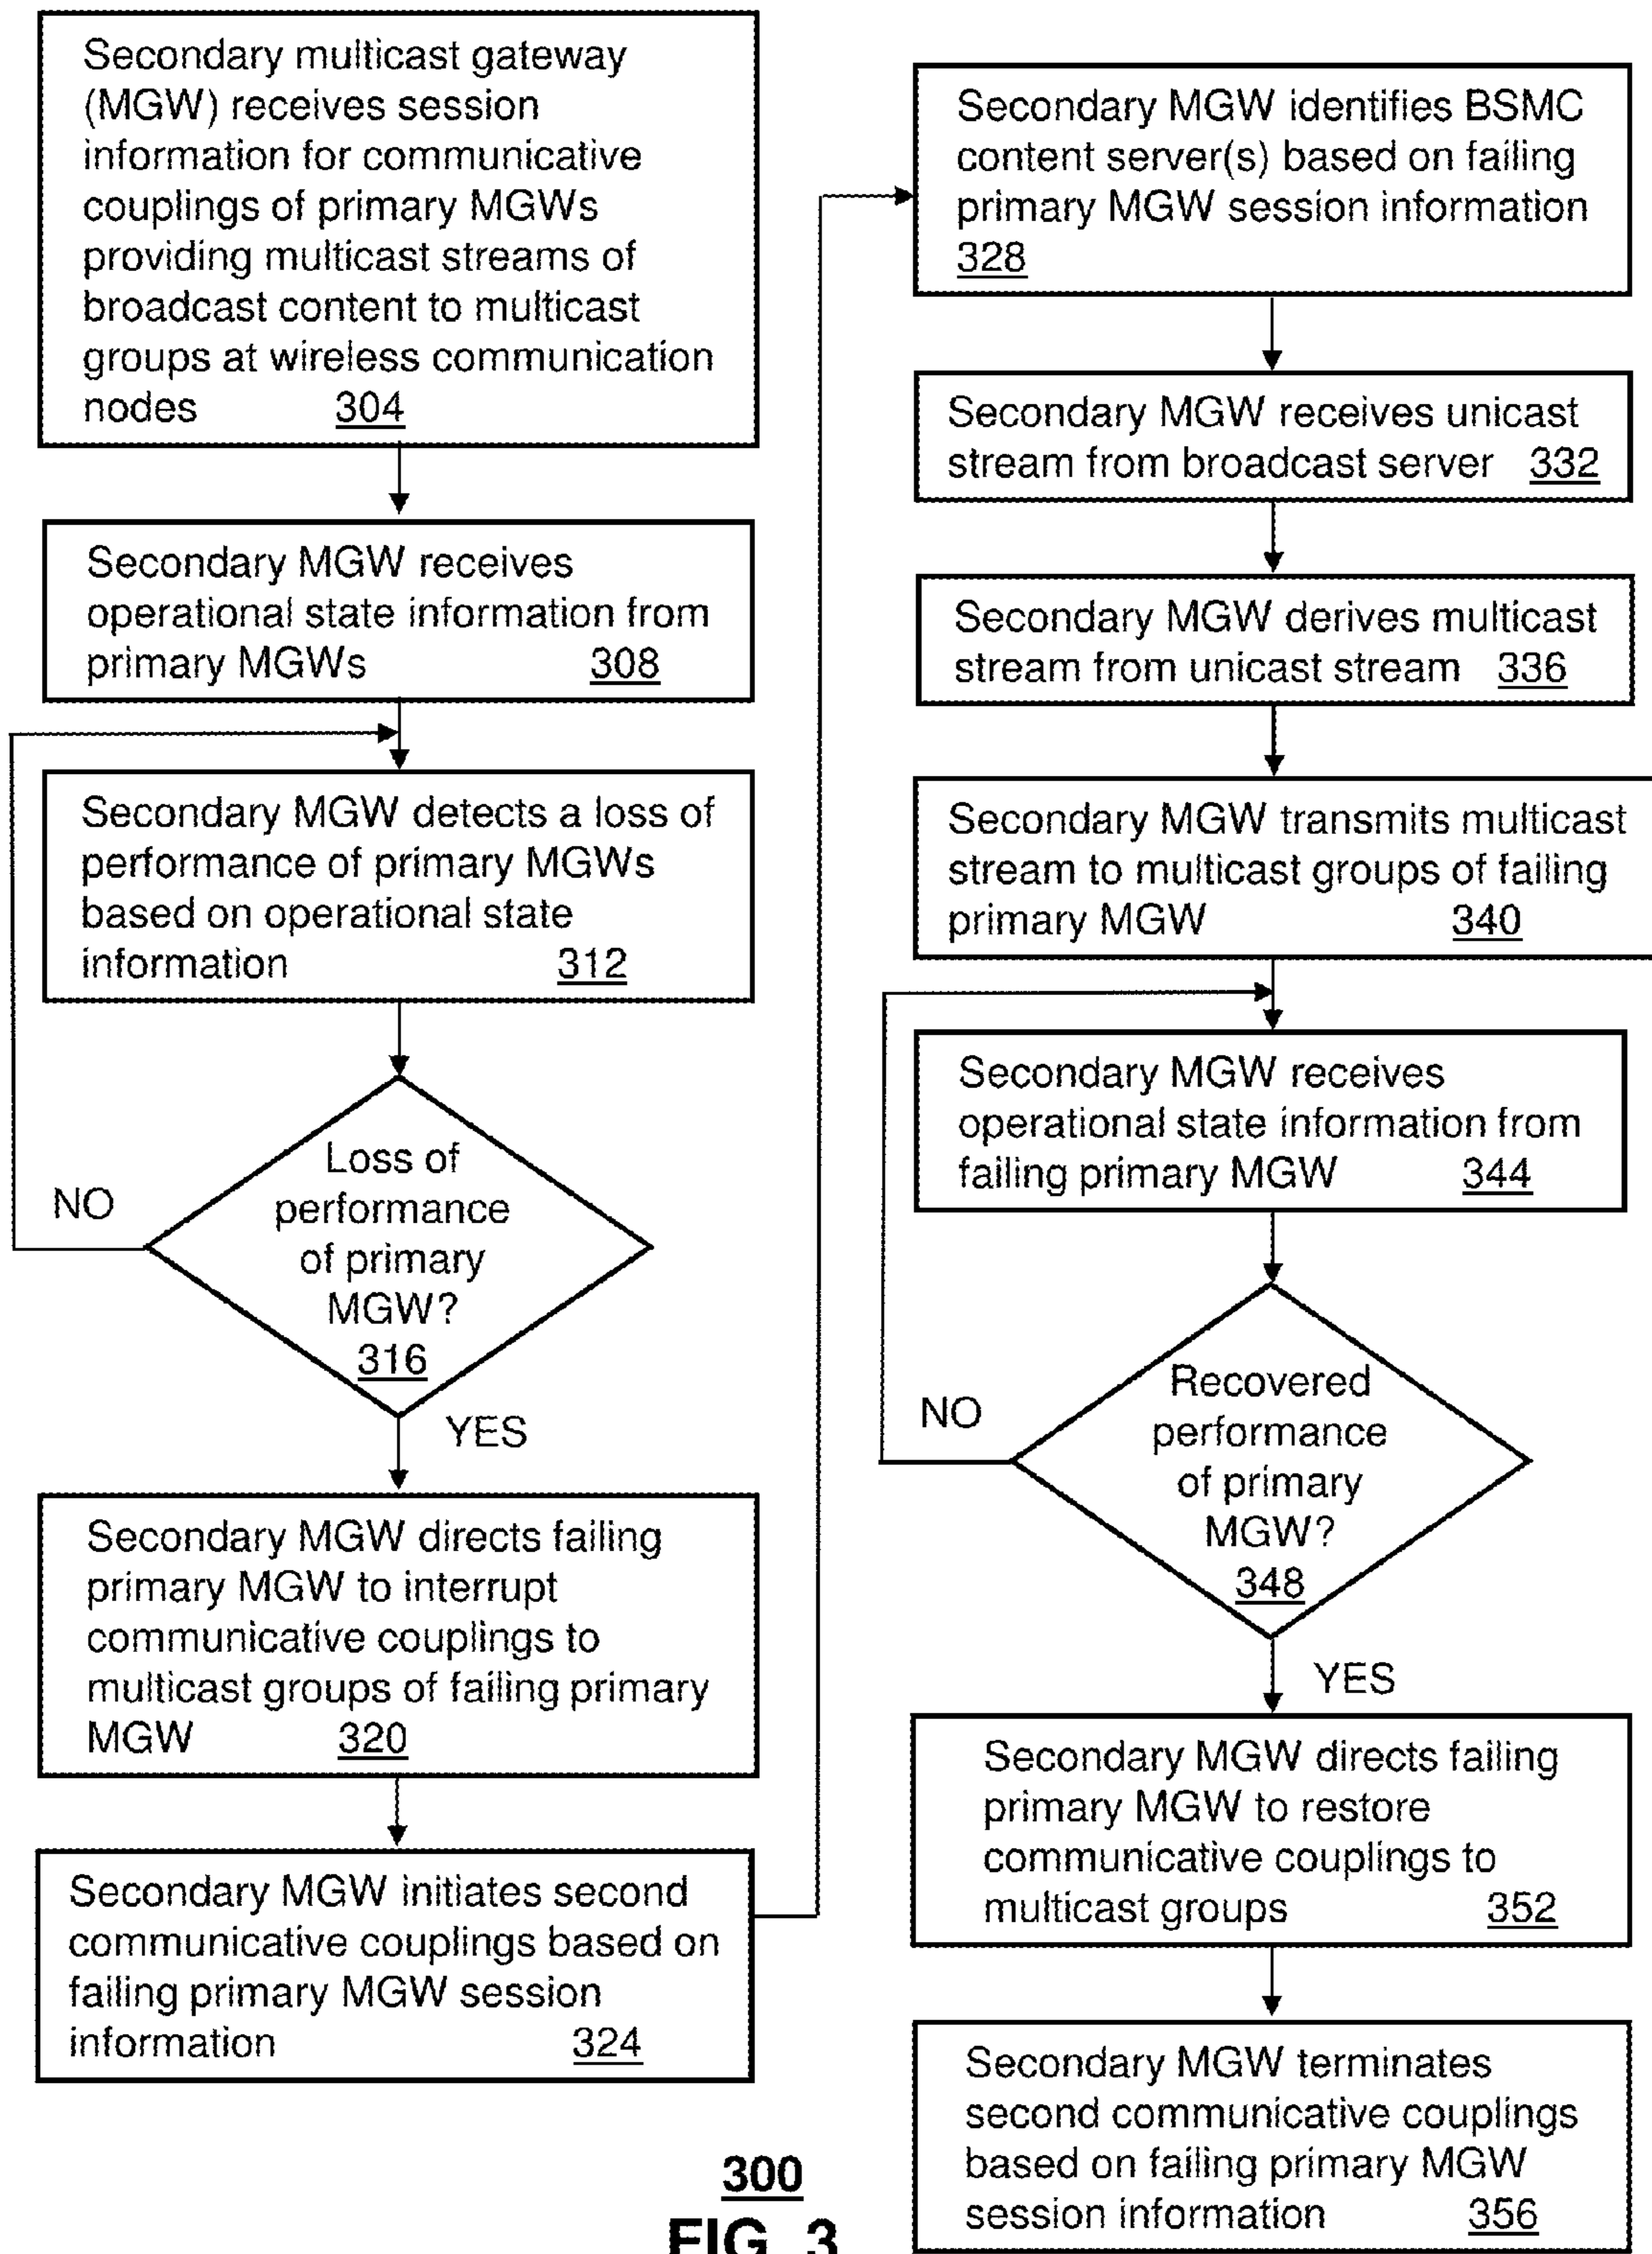 Secondary multicast gateway
(MGW) receives session
information for communicative
couplings of primary MGWs
providing multicast streams of
broadcast content to multicast
groups at wireless communication
nodes 304
Secondary MGW receives
operational state information from
primary MGWs 308
Secondary MGW detects a loss of
performance of primary MGWs
based on operational state
information 312
Loss of
performance
of primary
MGW?
316
NO
YES
Secondary MGW directs failing
primary MGW to interrupt
communicative couplings to
multicast groups of failing primary
MGW 320
Secondary MGW initiates second
communicative couplings based on
failing primary MGW session
information 324
Secondary MGW identifies BSMC
content server(s) based on failing
primary MGW session information
328
Secondary MGW receives unicast
stream from broadcast server 332
Secondary MGW derives multicast
stream from unicast stream 336
Secondary MGW transmits multicast
stream to multicast groups of failing
primary MGW 340
Secondary MGW receives
operational state information from
failing primary MGW 344
Recovered
performance
of primary
MGW?
348
NO
YES
Secondary MGW directs failing
primary MGW to restore
communicative couplings to
multicast groups 352
Secondary MGW terminates
second communicative couplings
based on failing primary MGW
session information 356
300
FIG. 3